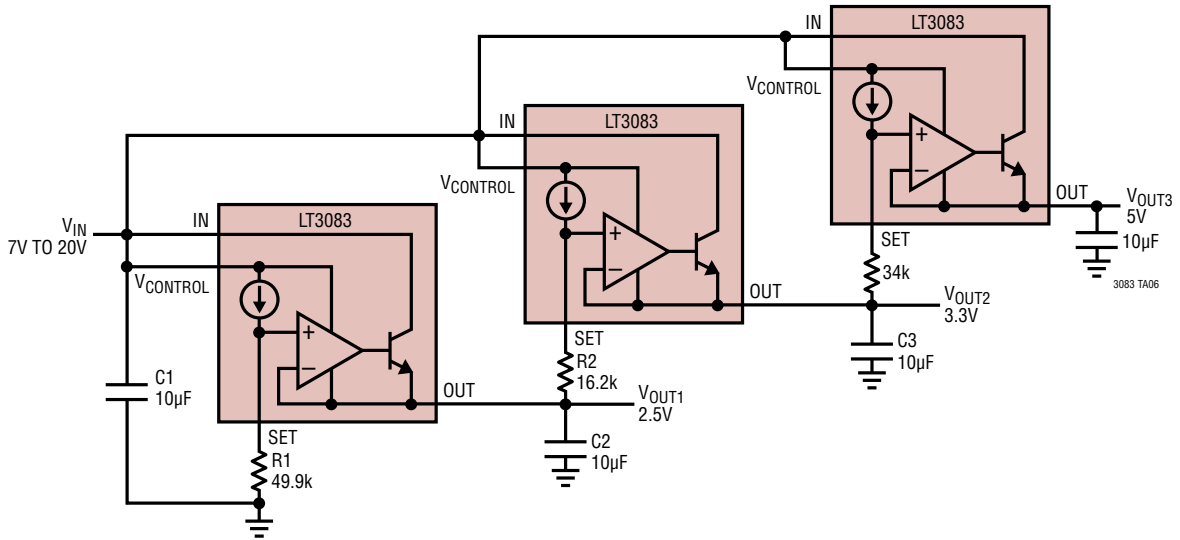 IN
LT3083
VCONTROL
OUT
VOUT3
5V
10µF
SET
34k
3083 TA06
IN
LT3083
VCONTROL
OUT
VOUT2
3.3V
C3
10µF
SET
R2
16.2k
VIN
7V TO 20V
IN
LT3083
VCONTROL
C1
10µF
OUT
VOUT1
2.5V
C2
10µF
SET
R1
49.9k